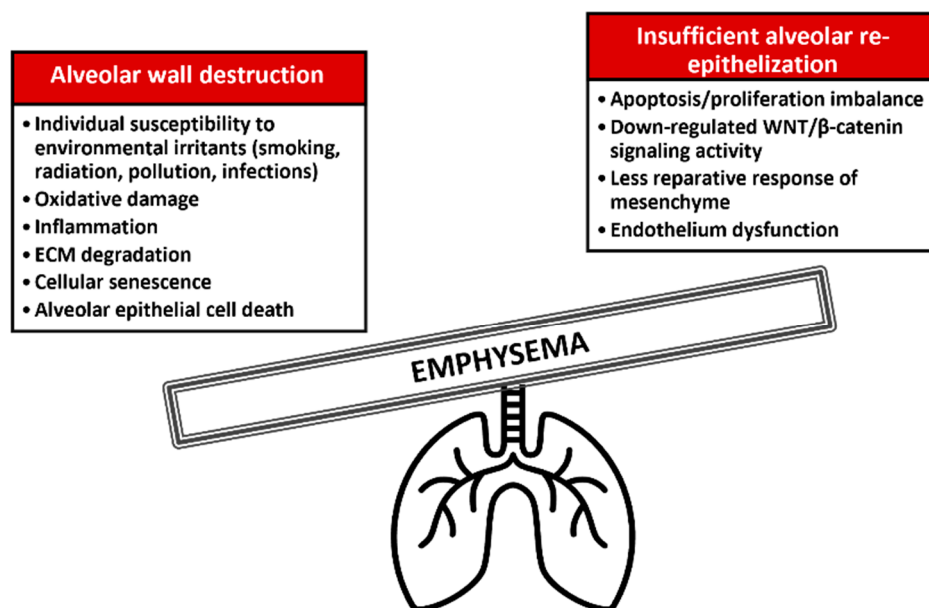 Alveolar wall destruction
• Individual susceptibility to
environmental irritants (smoking,
radiation, pollution, infections)
• Oxidative damage
• Inflammation
• ECM degradation
• Cellular senescence
• Alveolar epithelial cell death
Insufficient alveolar re-
epithelization
• Apoptosis/proliferation imbalance
• Down-regulated WNT/β-catenin
signaling activity
• Less reparative response of
mesenchyme
• Endothelium dysfunction
EMPHYSEMA